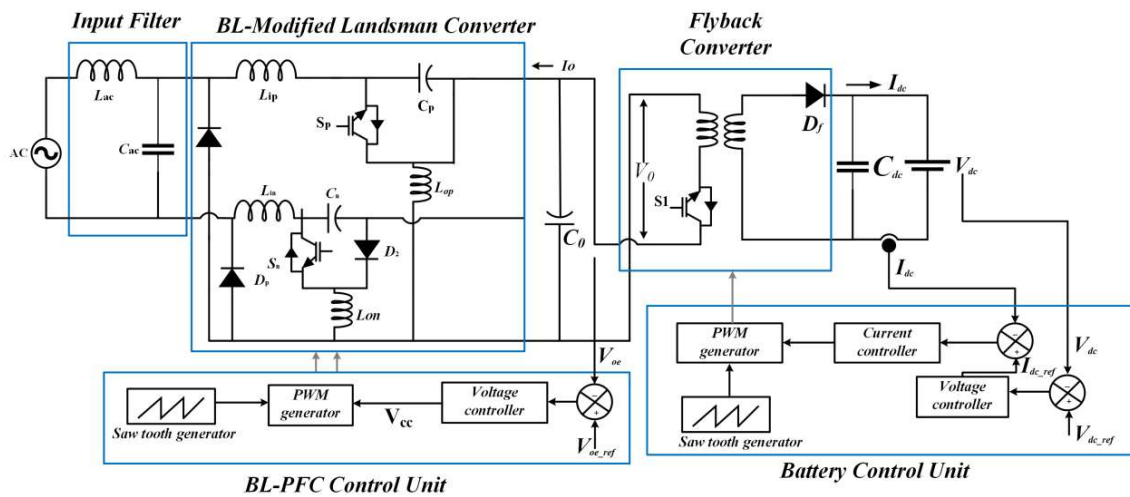 Input Filter
BL-Modified Landsman Converter
Flyback
Converter
Lac
Lip
Cp
Io
Df
Idc
AC
Cac
Sp
Lop
V0
S1
Cdc
Vdc
Lin
Cn
Dp
Sn
D2
Lon
C0
Idc
Voe
Vdc
PWM
generator
Current
controller
Idc_ref
Voltage
controller
Saw tooth generator
Vdc_ref
PWM
generator
Vcc
Voltage
controller
Saw tooth generator
Voe_ref
BL-PFC Control Unit
Battery Control Unit